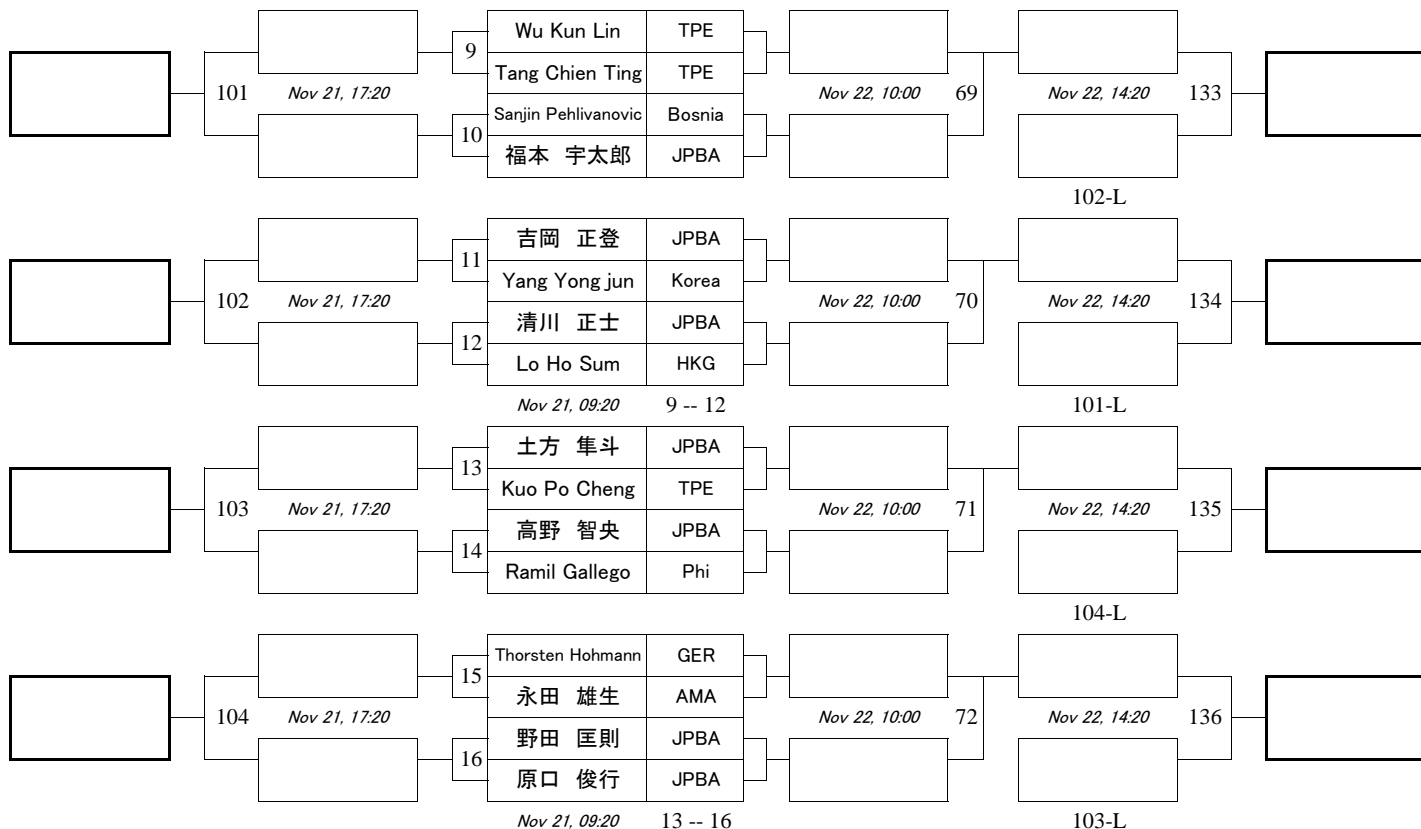 9 Wu Kun Lin TPE
Tang Chien Ting TPE
101 Nov 21, 17:20 Nov 22, 10:00 69 Nov 22, 14:20 133
10 Sanjin Pehlivanovic Bosnia
福本 宇太郎 JPBA
102-L
11 吉岡 正登 JPBA
Yang Yong jun Korea
102 Nov 21, 17:20 Nov 22, 10:00 70 Nov 22, 14:20 134
12 清川 正士 JPBA
Lo Ho Sum HKG
Nov 21, 09:20 9 -- 12 101-L
13 土方 隼斗 JPBA
Kuo Po Cheng TPE
103 Nov 21, 17:20 Nov 22, 10:00 71 Nov 22, 14:20 135
14 高野 智央 JPBA
Ramil Gallego Phi
104-L
15 Thorsten Hohmann GER
永田 雄生 AMA
104 Nov 21, 17:20 Nov 22, 10:00 72 Nov 22, 14:20 136
16 野田 匡則 JPBA
原口 俊行 JPBA
Nov 21, 09:20 13 -- 16 103-L